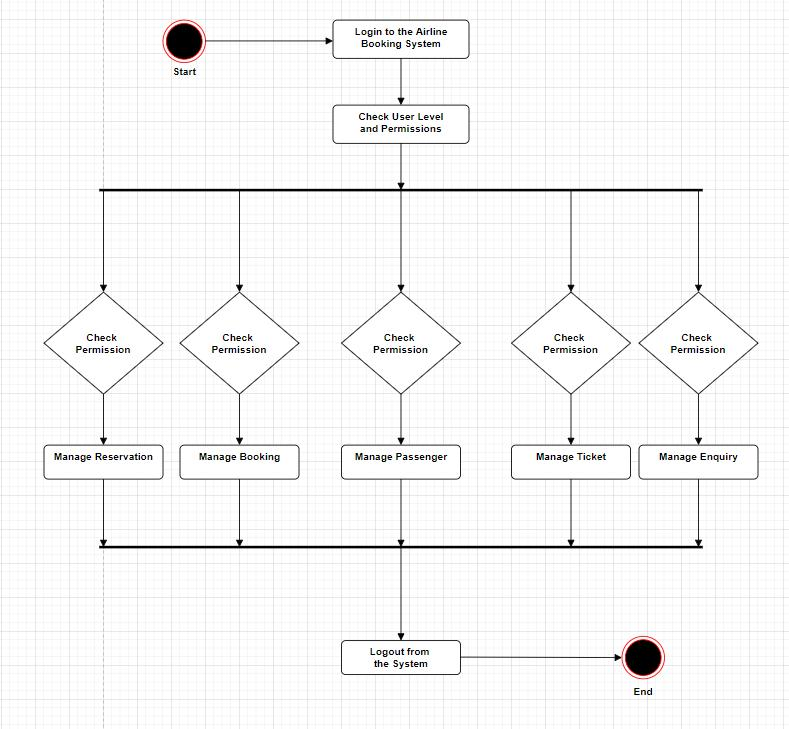 Login to the Airline
Booking System
Start
Check User Level
and Permissions
Check
Permission
Check
Permission
Check
Permission
Check
Permission
Check
Permission
Manage Reservation
Manage Booking
Manage Passenger
Manage Ticket
Manage Enquiry
Logout from
the System
End